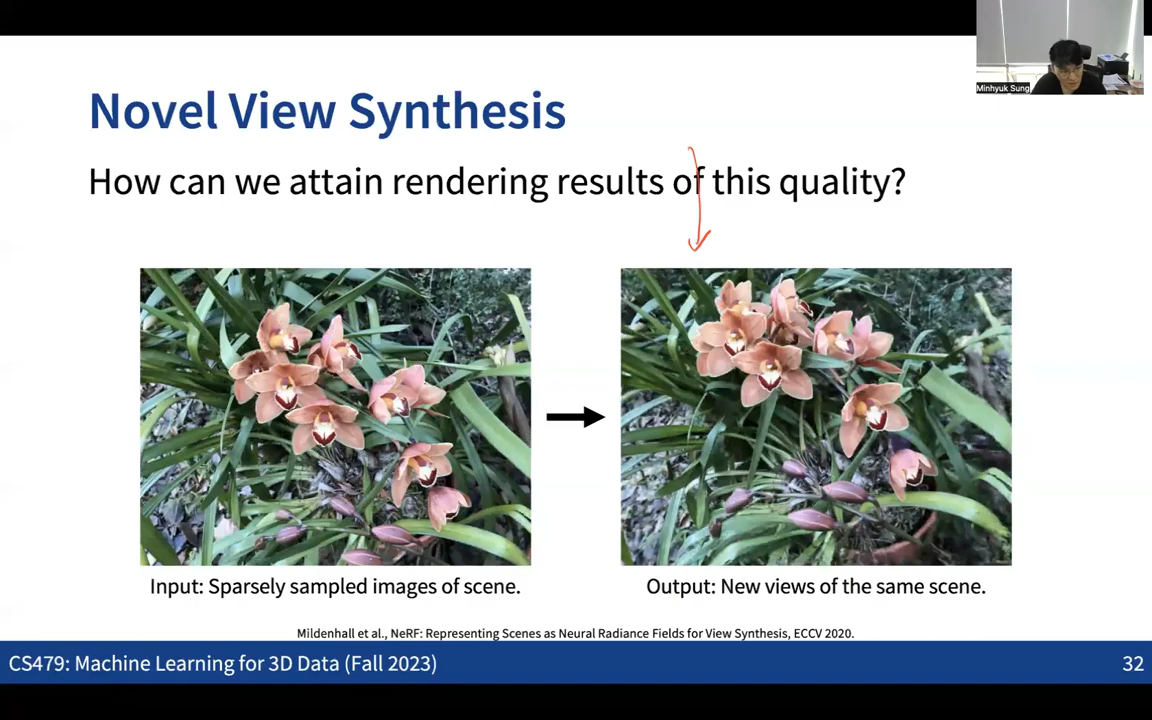 Minhyuk Sung
Novel View Synthesis
How can we attain rendering results of this quality?
Input: Sparsely sampled images of scene.
Output: New views of the same scene.
Mildenhall et al., NeRF: Representing Scenes as Neural Radiance Fields for View Synthesis, ECCV 2020.
CS479: Machine Learning for 3D Data (Fall 2023)
32